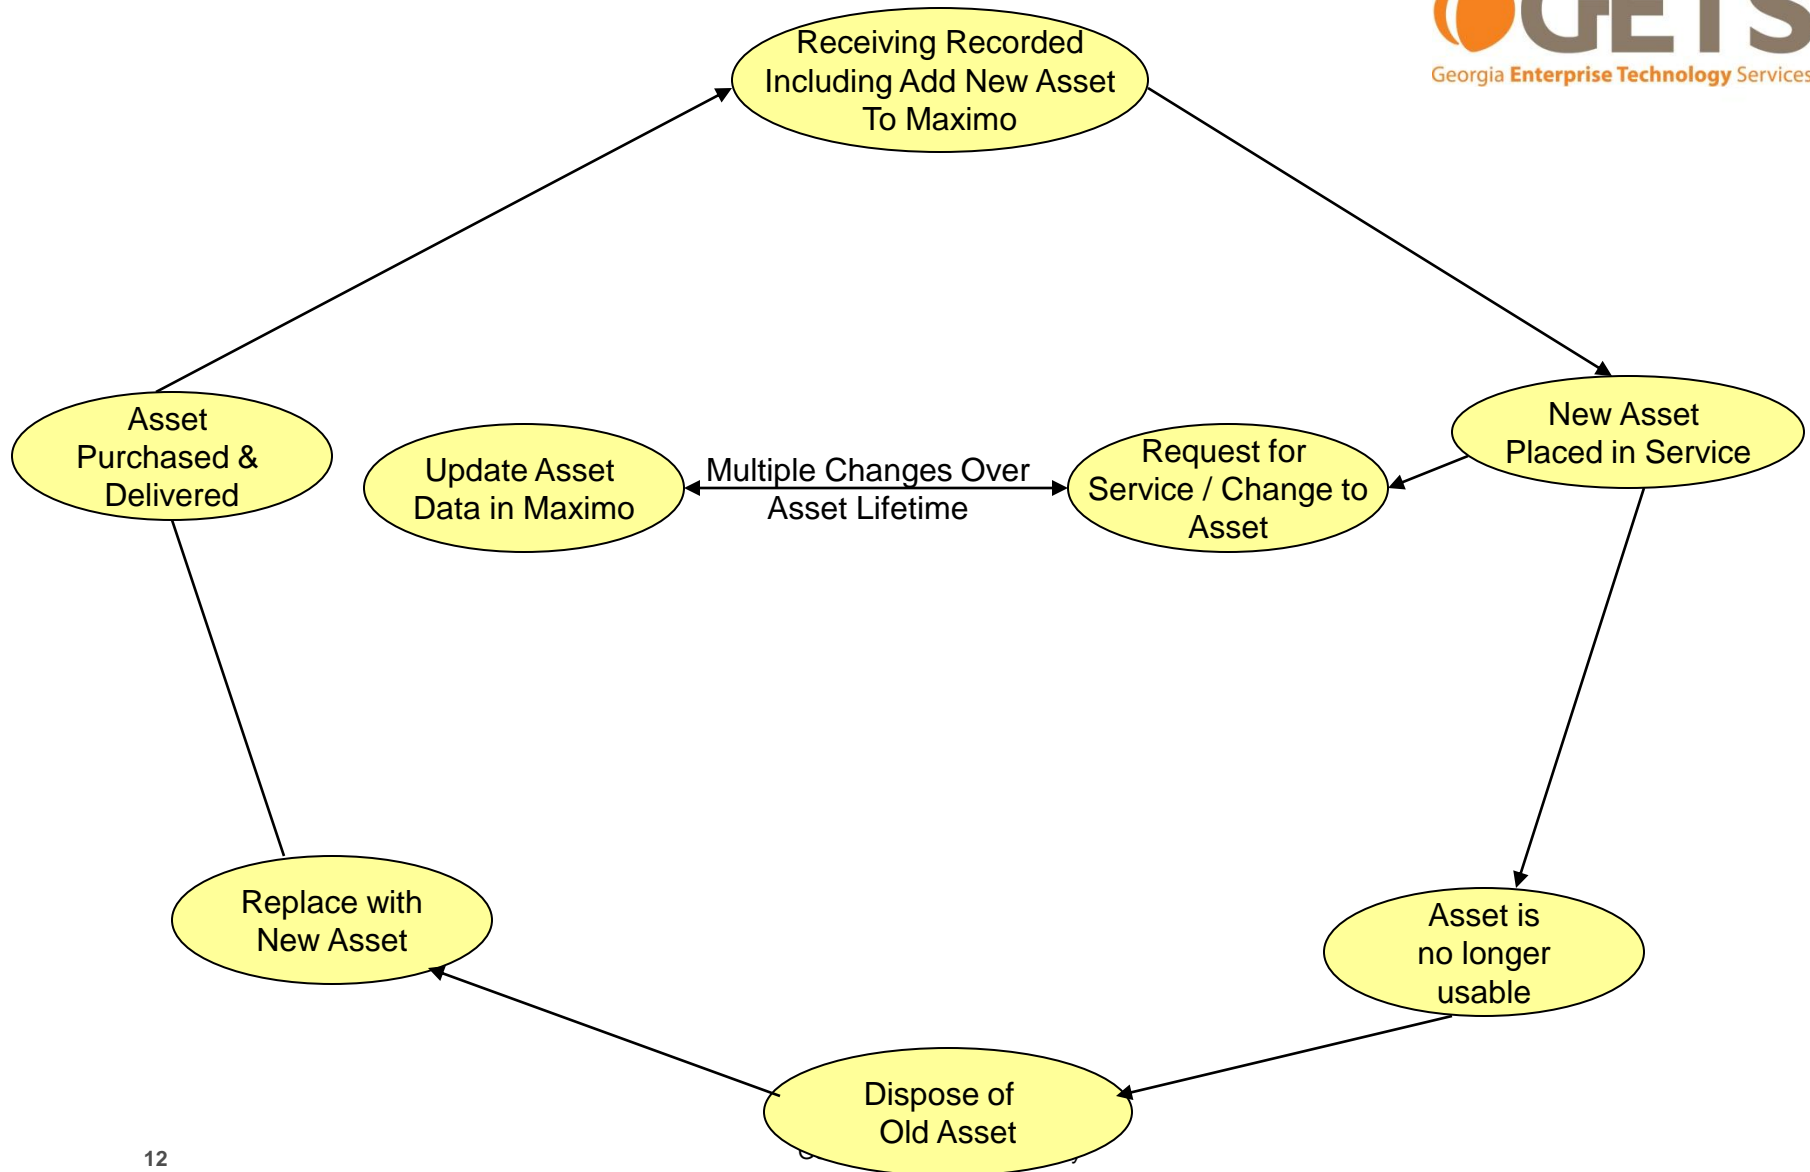 GETS
Georgia Enterprise Technology Services
Receiving Recorded
Including Add New Asset
To Maximo
Asset
Purchased &
Delivered
Update Asset
Data in Maximo
Multiple Changes Over
Asset Lifetime
Request for
Service / Change to
Asset
New Asset
Placed in Service
Replace with
New Asset
Asset is
no longer
usable
Dispose of
Old Asset
12